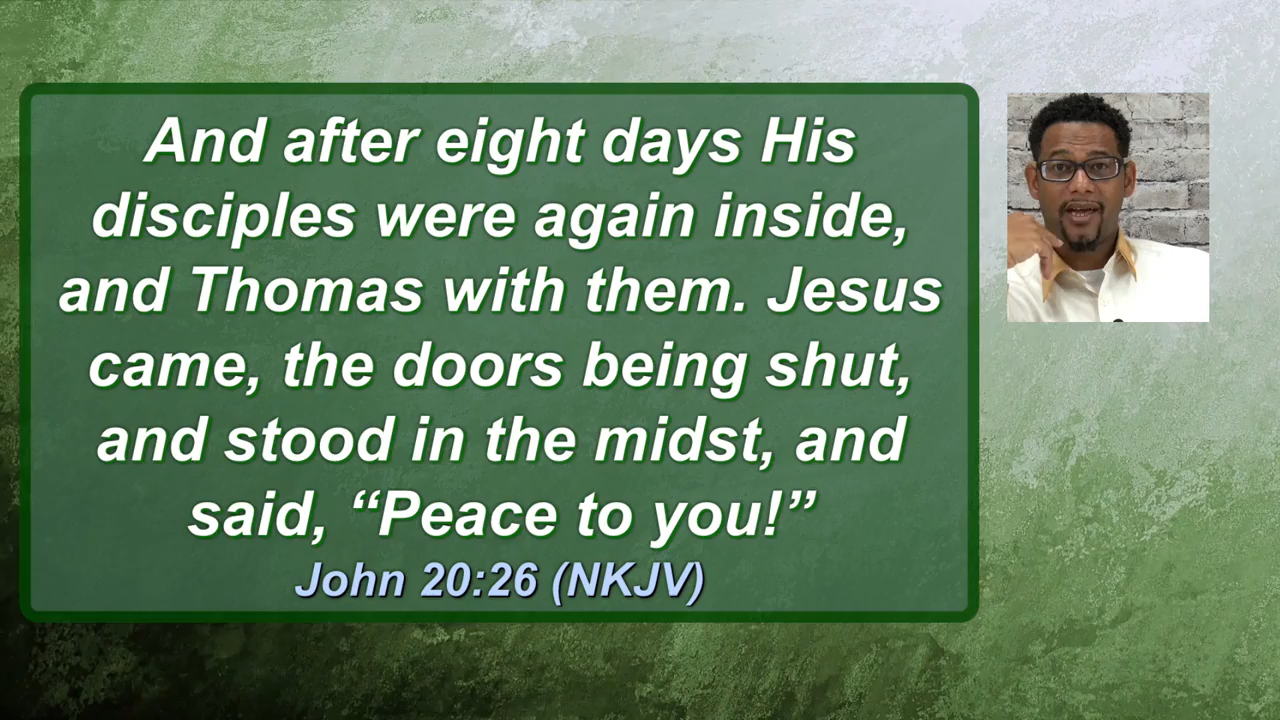 And after eight days His
disciples were again inside,
and Thomas with them. Jesus
came, the doors being shut,
and stood in the midst, and
said, “Peace to you!”
John 20:26 (NKJV)